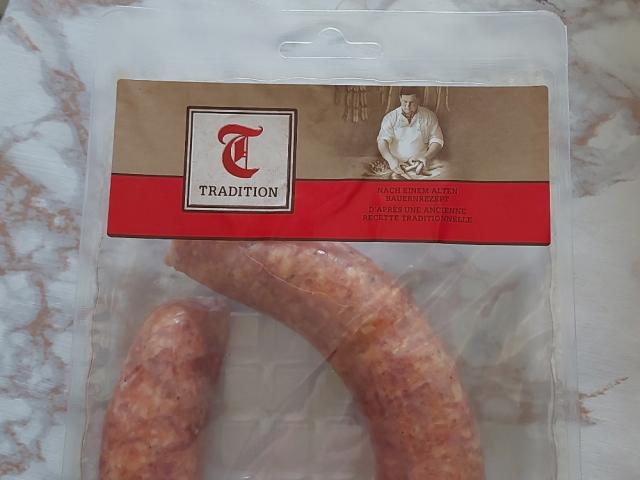 T
TRADITION
NACH EINEM ALTEN
BAUERNREZEPT
D'APRÈS UNE ANCIENNE
RECETTE TRADITIONNELLE